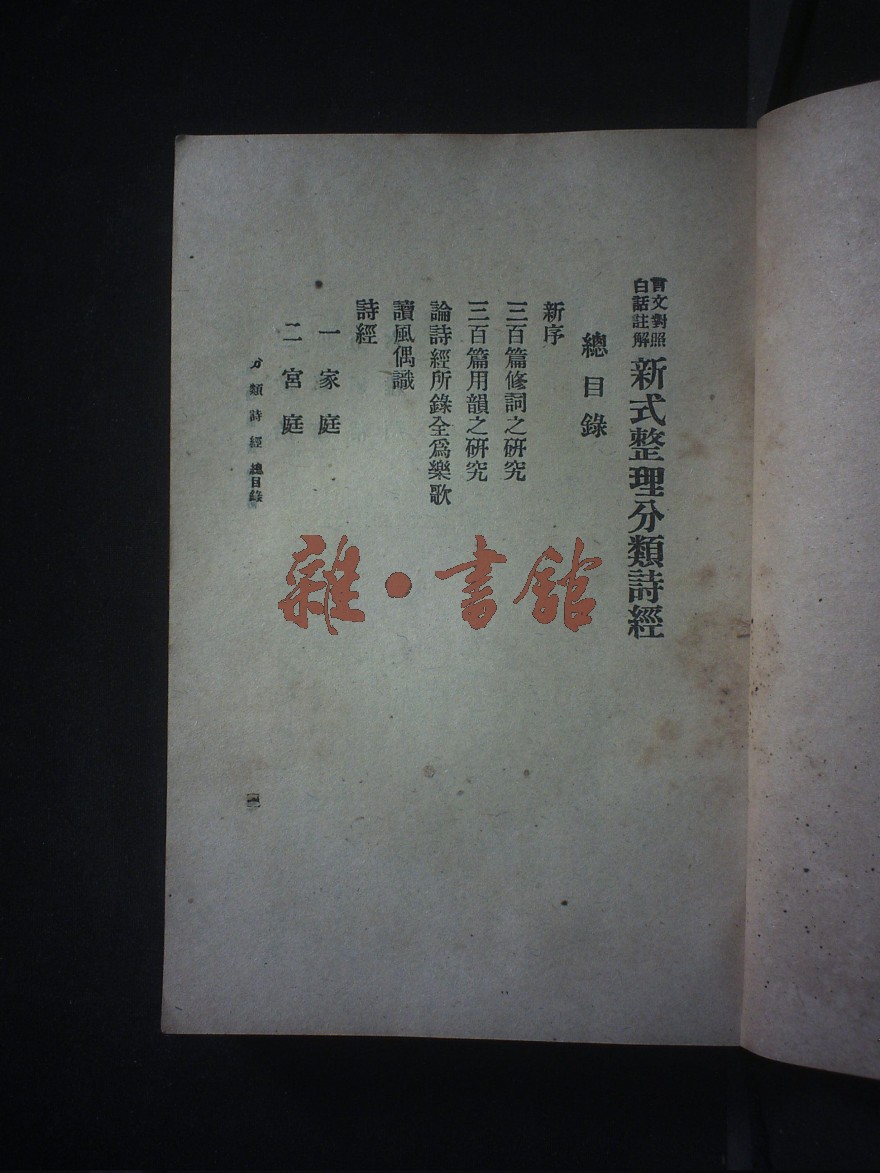 言文對照
白話註解
新式整理分類詩經
總目錄
新序
三百篇修詞之研究
三百篇用韻之研究
論詩經所錄全爲樂歌
讀風偶識
詩經
一 家庭
二 宮庭
分類詩經 總目錄
雜·書館